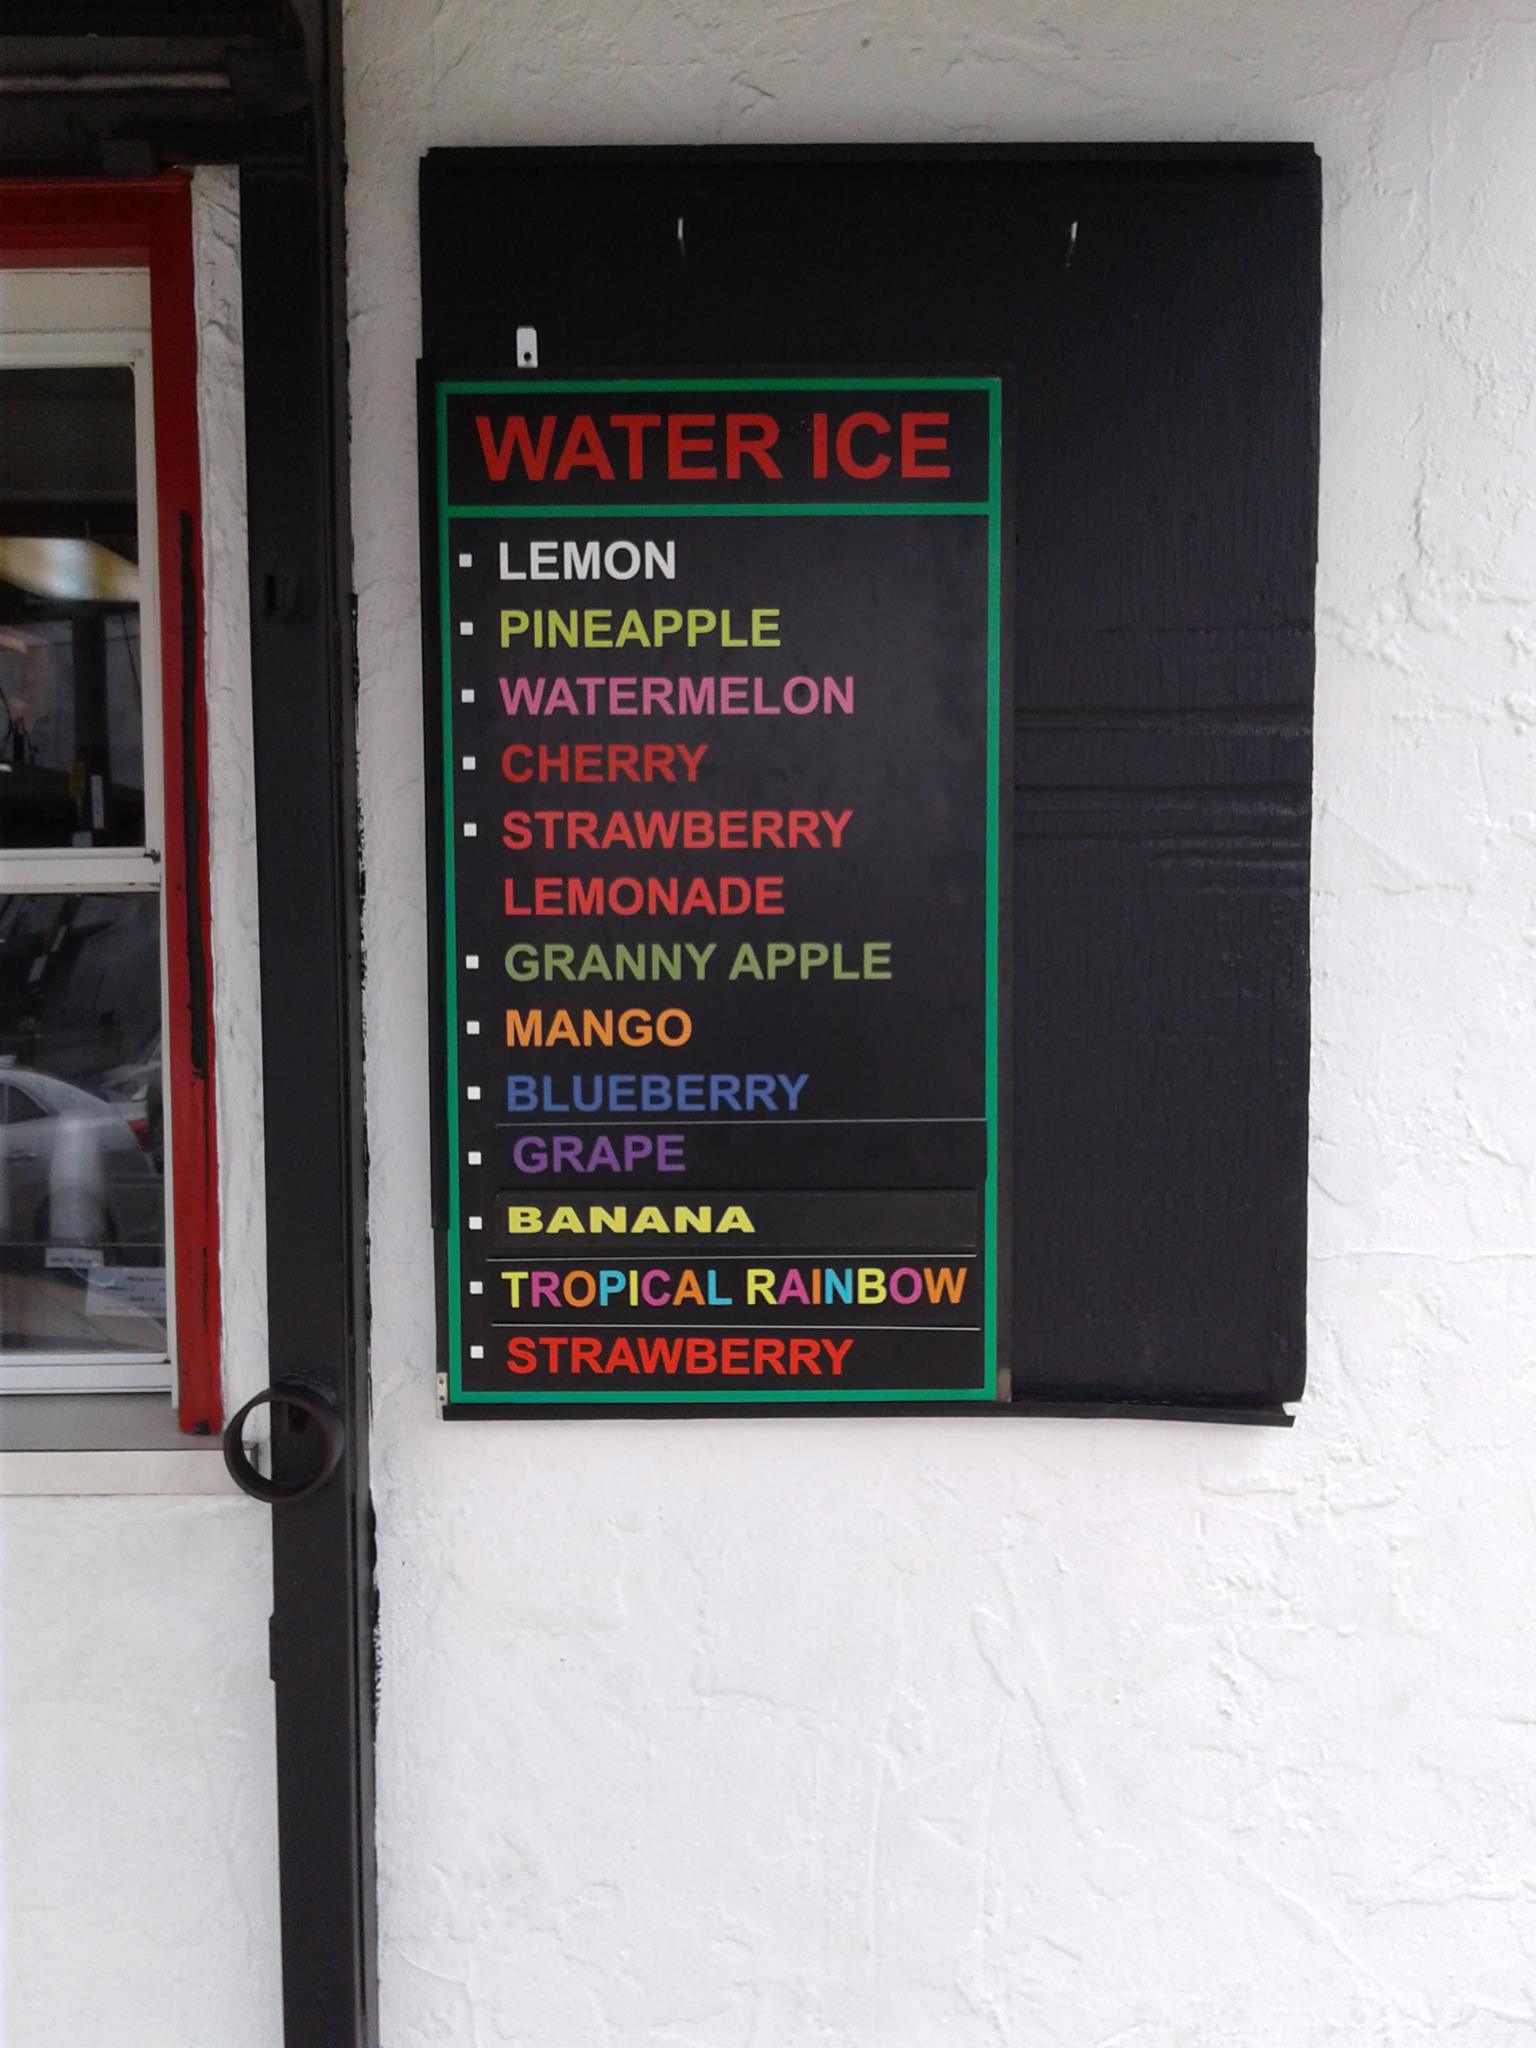 WATER ICE
▪ LEMON
▪ PINEAPPLE
▪ WATERMELON
▪ CHERRY
▪ STRAWBERRY
LEMONADE
▪ GRANNY APPLE
▪ MANGO
▪ BLUEBERRY
▪ GRAPE
▪ BANANA
▪ TROPICAL RAINBOW
▪ STRAWBERRY